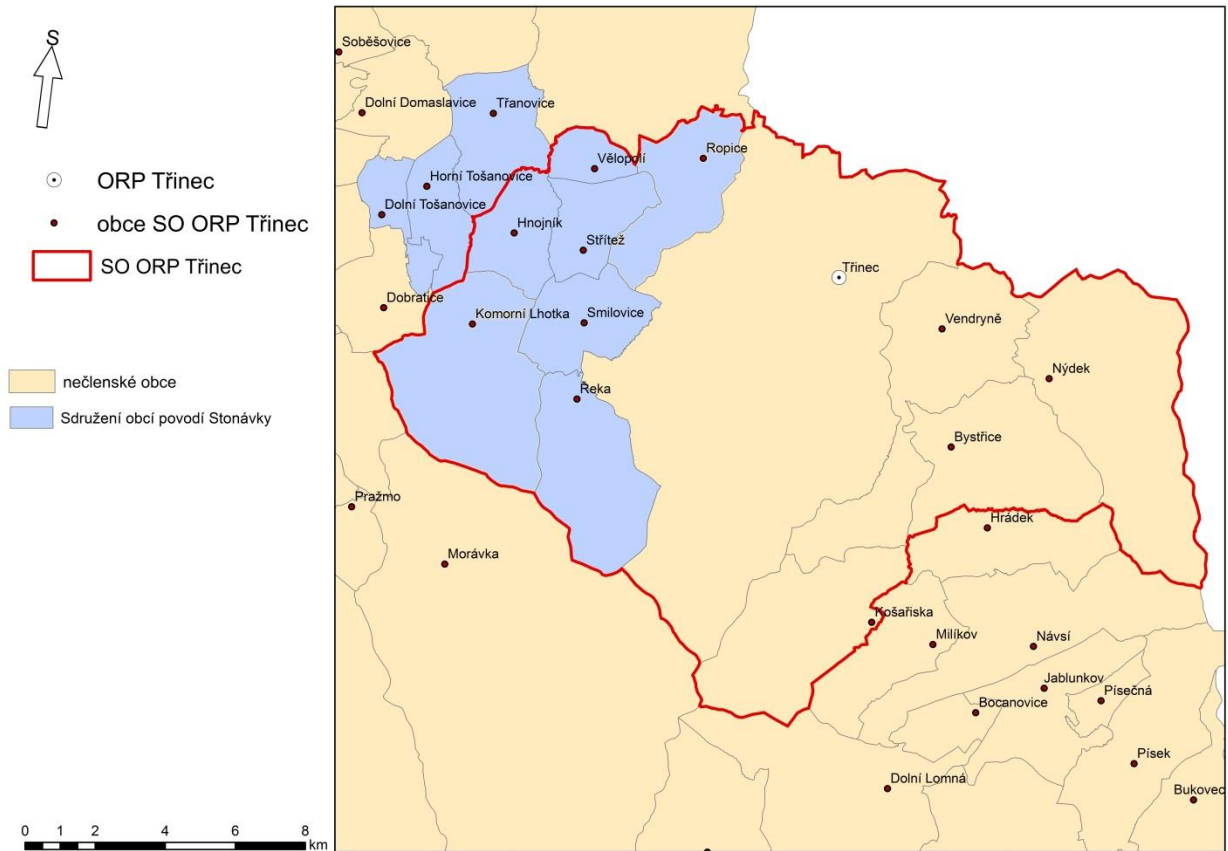 S
ORP Třinec
obce SO ORP Třinec
SO ORP Třinec
nečlenské obce
Sdružení obcí povodí Stonávky
0 1 2 4 6 8
km
Soběšovice
Dolní Domaslavice
Třanovice
Ropice
Vělopolí
Horní Tošanovice
Dolní Tošanovice
Hnojník
Střítež
Třinec
Dobratice
Komorní Lhotka
Smilovice
Vendryně
Nýdek
Řeka
Bystřice
Pražmo
Hrádek
Morávka
Košařiska
Milíkov
Návsí
Jablunkov
Písečná
Bocanovice
Písek
Dolní Lomná
Bukovec